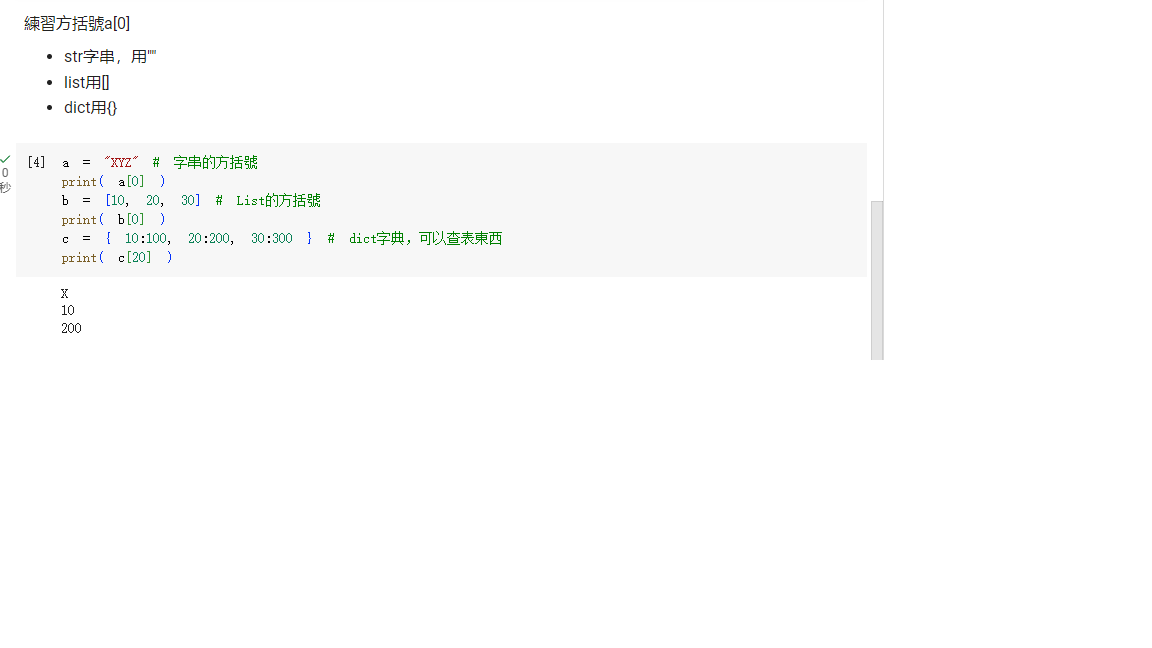 練習方括號a[0]
• str字串，用""
• list用[]
• dict用{}
[4] a = "XYZ" # 字串的方括號
0
秒
print( a[0] )
b = [10, 20, 30] # List的方括號
print( b[0] )
c = { 10:100, 20:200, 30:300 } # dict字典，可以查表東西
print( c[20] )
X
10
200